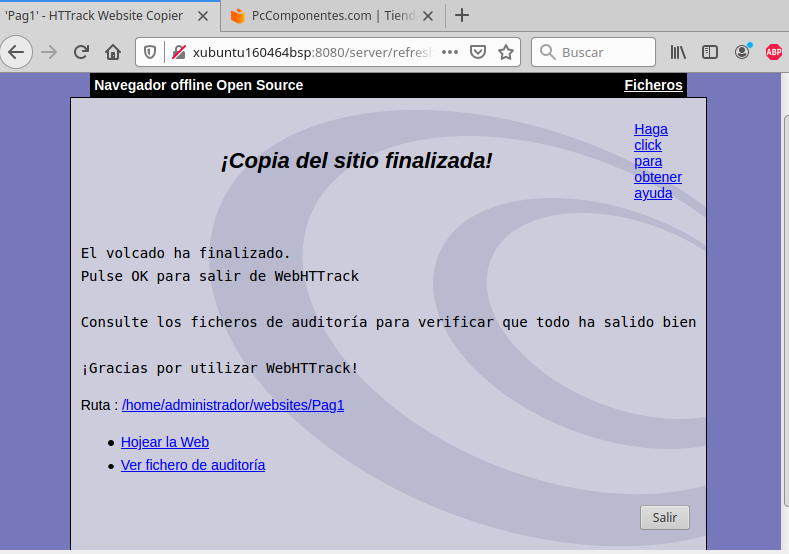 'Pag1' - HTTrack Website Copier
PcComponentes.com | Tiend
xubuntu160464bsp:8080/server/refresh
Buscar
ABP
Navegador offline Open Source
Ficheros
¡Copia del sitio finalizada!
Haga
click
para
obtener
ayuda
El volcado ha finalizado.
Pulse OK para salir de WebHTTrack
Consulte los ficheros de auditoría para verificar que todo ha salido bien
¡Gracias por utilizar WebHTTrack!
Ruta : /home/administrador/websites/Pag1
Hojear la Web
Ver fichero de auditoría
Salir